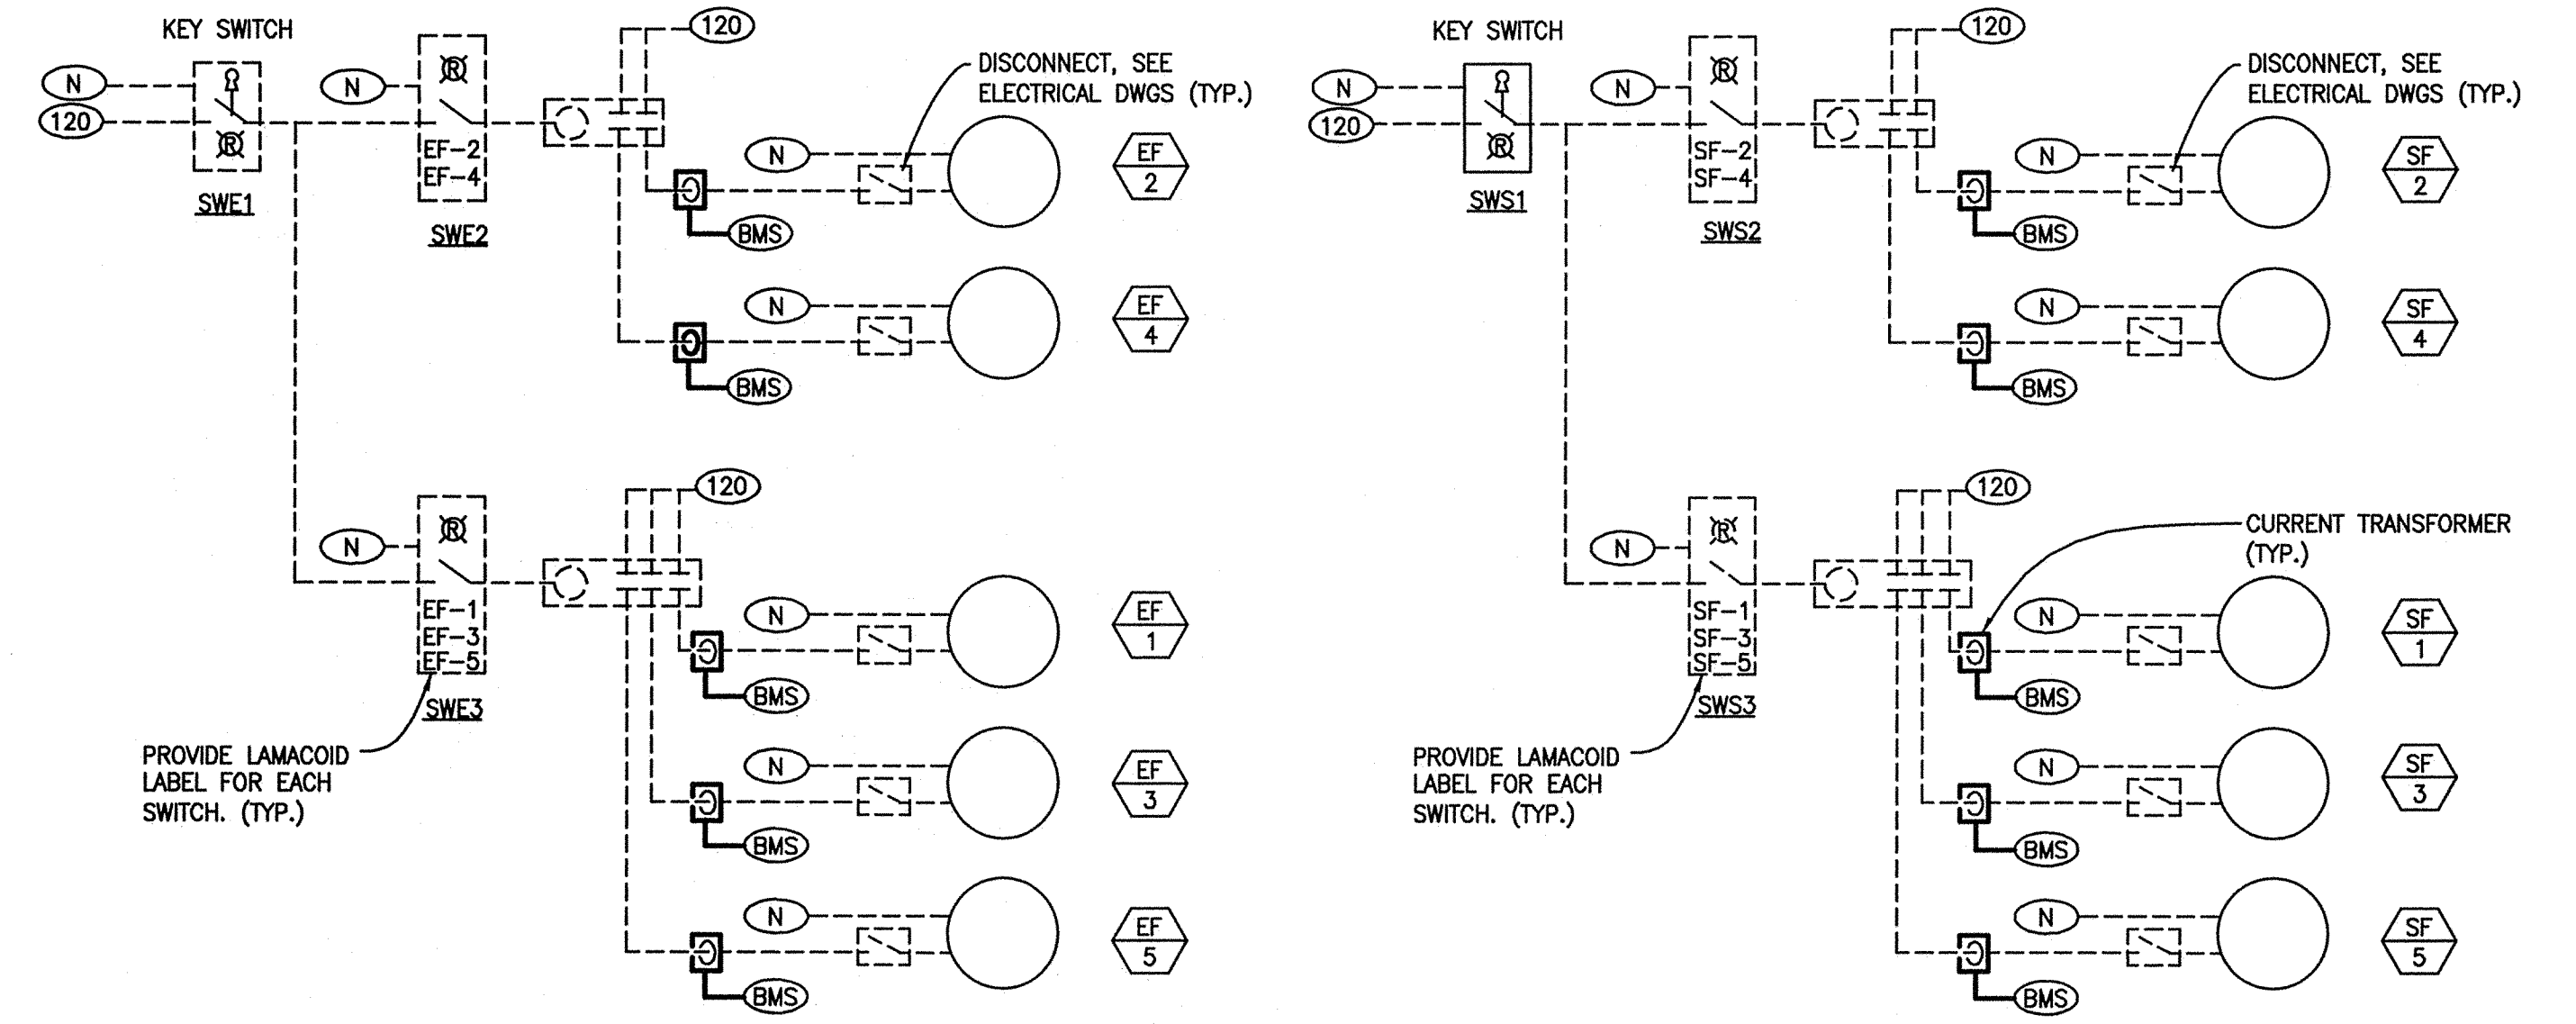 KEY SWITCH
N
120
R
SWE1
N
R
EF-2
EF-4
SWE2
120
DISCONNECT, SEE
ELECTRICAL DWGS (TYP.)
N
BMS
EF
2
N
BMS
EF
4
N
R
EF-1
EF-3
EF-5
SWE3
PROVIDE LAMACOID
LABEL FOR EACH
SWITCH. (TYP.)
120
N
BMS
EF
1
N
BMS
EF
3
N
BMS
EF
5
KEY SWITCH
N
120
R
SWS1
N
R
SF-2
SF-4
SWS2
120
DISCONNECT, SEE
ELECTRICAL DWGS (TYP.)
N
BMS
SF
2
N
BMS
SF
4
N
R
SF-1
SF-3
SF-5
SWS3
PROVIDE LAMACOID
LABEL FOR EACH
SWITCH. (TYP.)
120
CURRENT TRANSFORMER
(TYP.)
N
BMS
SF
1
N
BMS
SF
3
N
BMS
SF
5